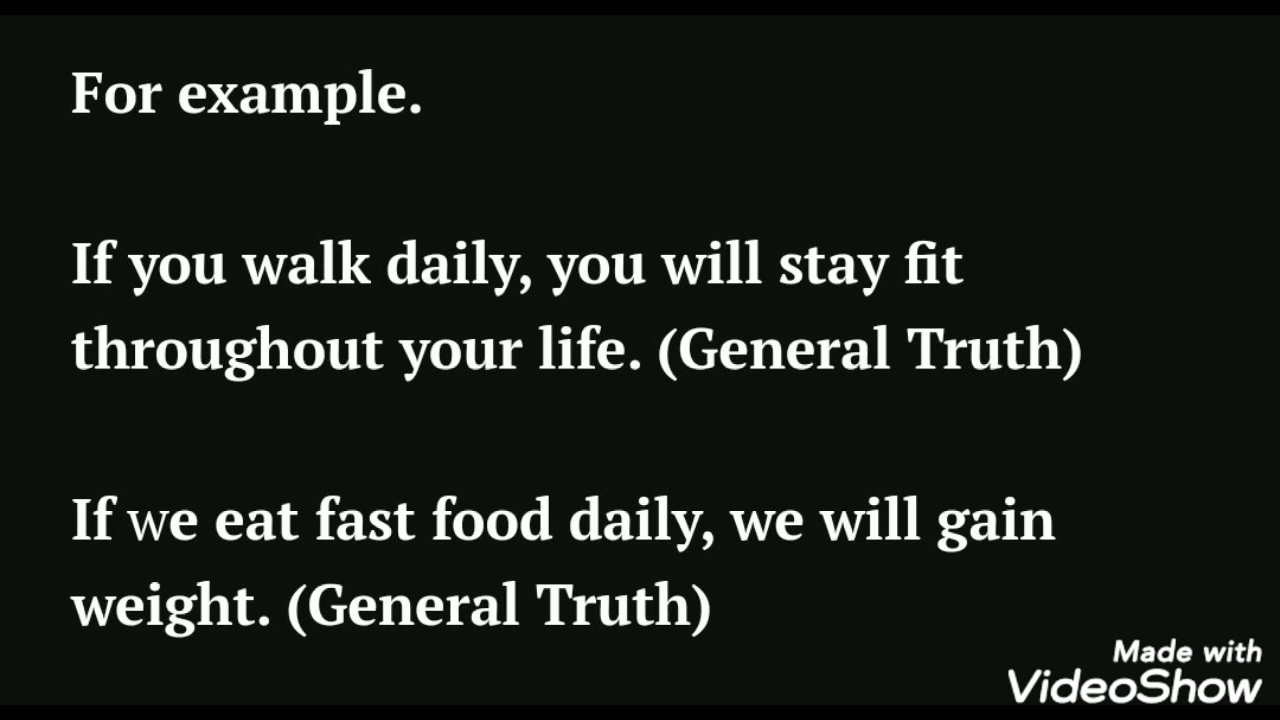 For example.
If you walk daily, you will stay fit
throughout your life. (General Truth)
If we eat fast food daily, we will gain
weight. (General Truth)
Made with
VideoShow